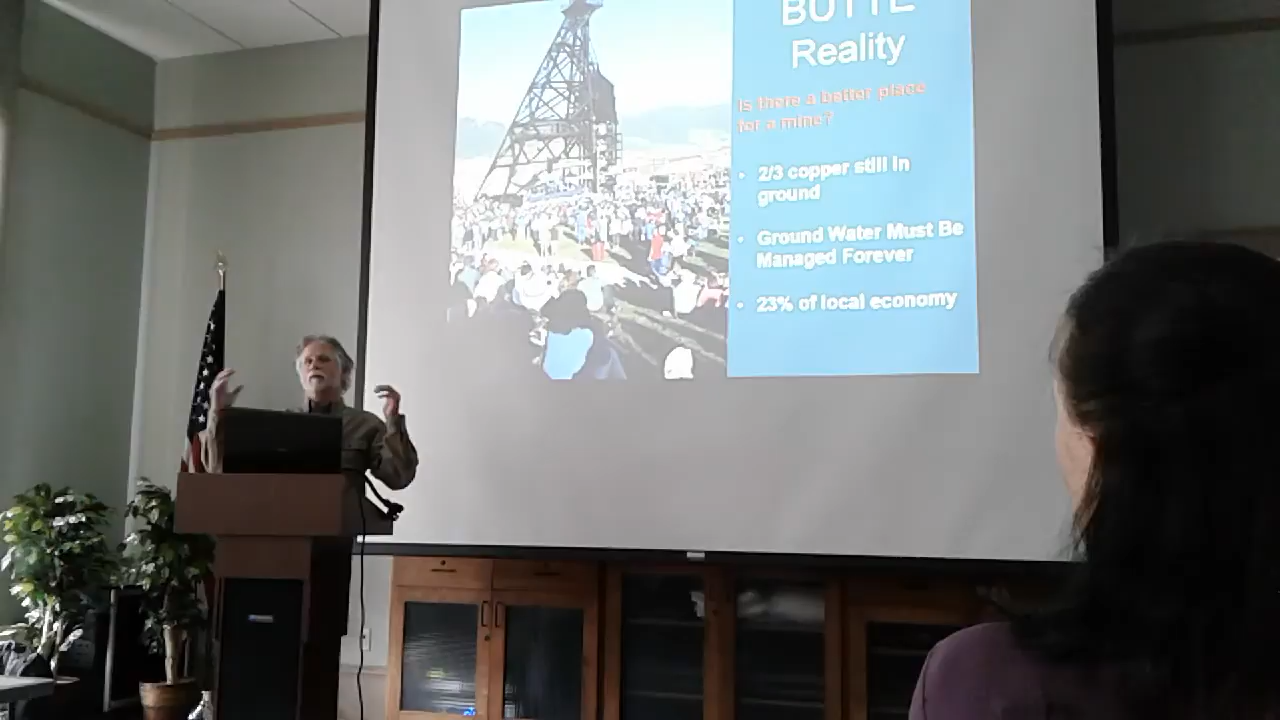 BUTTE
Reality
Is there a better place
for a mine?
• 2/3 copper still in
ground
• Ground Water Must Be
Managed Forever
• 23% of local economy